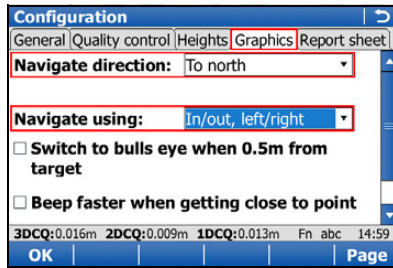 Configuration
General Quality control Heights Graphics Report sheet
Navigate direction: To north
Navigate using: In/out, left/right
Switch to bulls eye when 0.5m from
target
Beep faster when getting close to point
3DCQ:0.016m 2DCQ:0.009m 1DCQ:0.013m Fn abc 14:59
OK Page